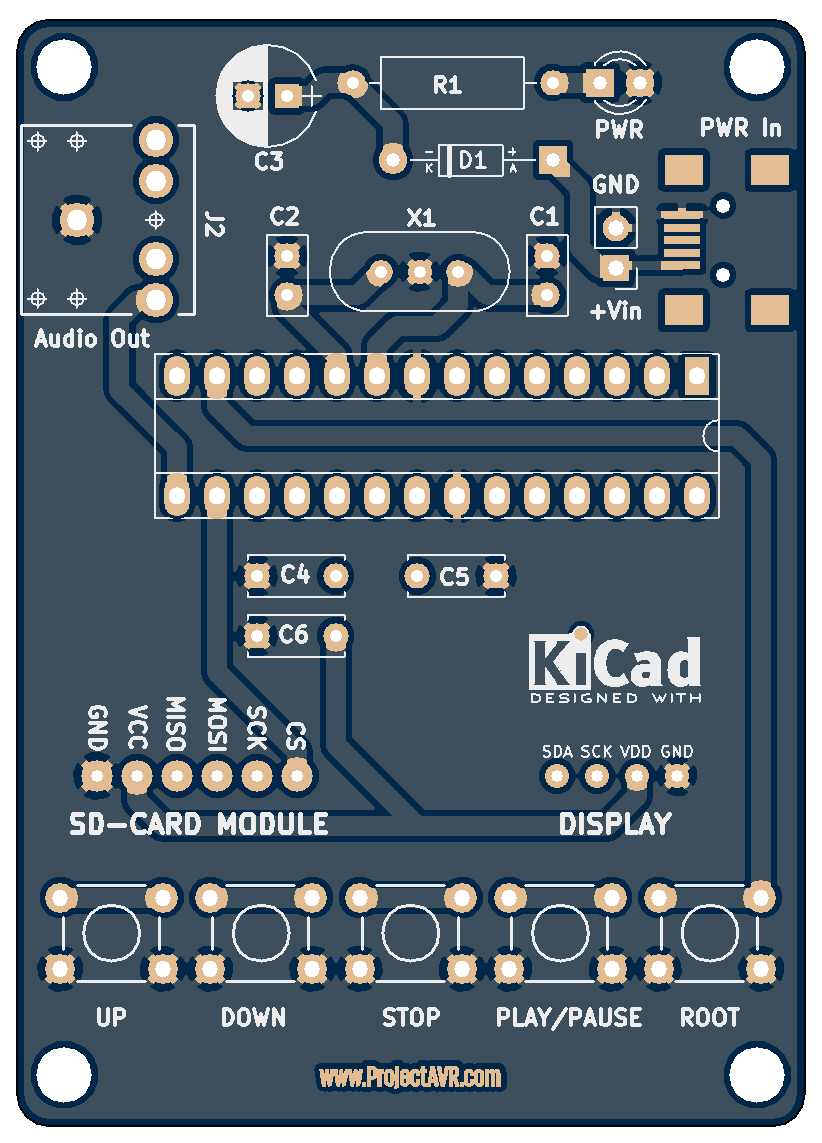 R1
PWR
PWR In
C3
- K D1 + A
GND
J2
C2
X1
C1
+Vin
Audio Out
C4
C5
C6
KiCad
DESIGNED WITH
GND VCC MISO MOSI SCK CS
SDA SCK VDD GND
SD-CARD MODULE
DISPLAY
UP
DOWN
STOP
PLAY/PAUSE
ROOT
www.ProjectAVR.com